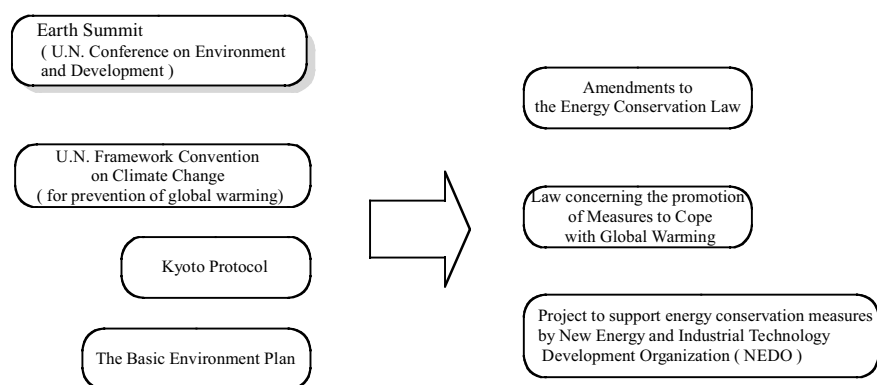 Earth Summit
( U.N. Conference on Environment
and Development )
U.N. Framework Convention
on Climate Change
( for prevention of global warming)
Kyoto Protocol
The Basic Environment Plan
Amendments to
the Energy Conservation Law
Law concerning the promotion
of Measures to Cope
with Global Warming
Project to support energy conservation measures
by New Energy and Industrial Technology
Development Organization ( NEDO )